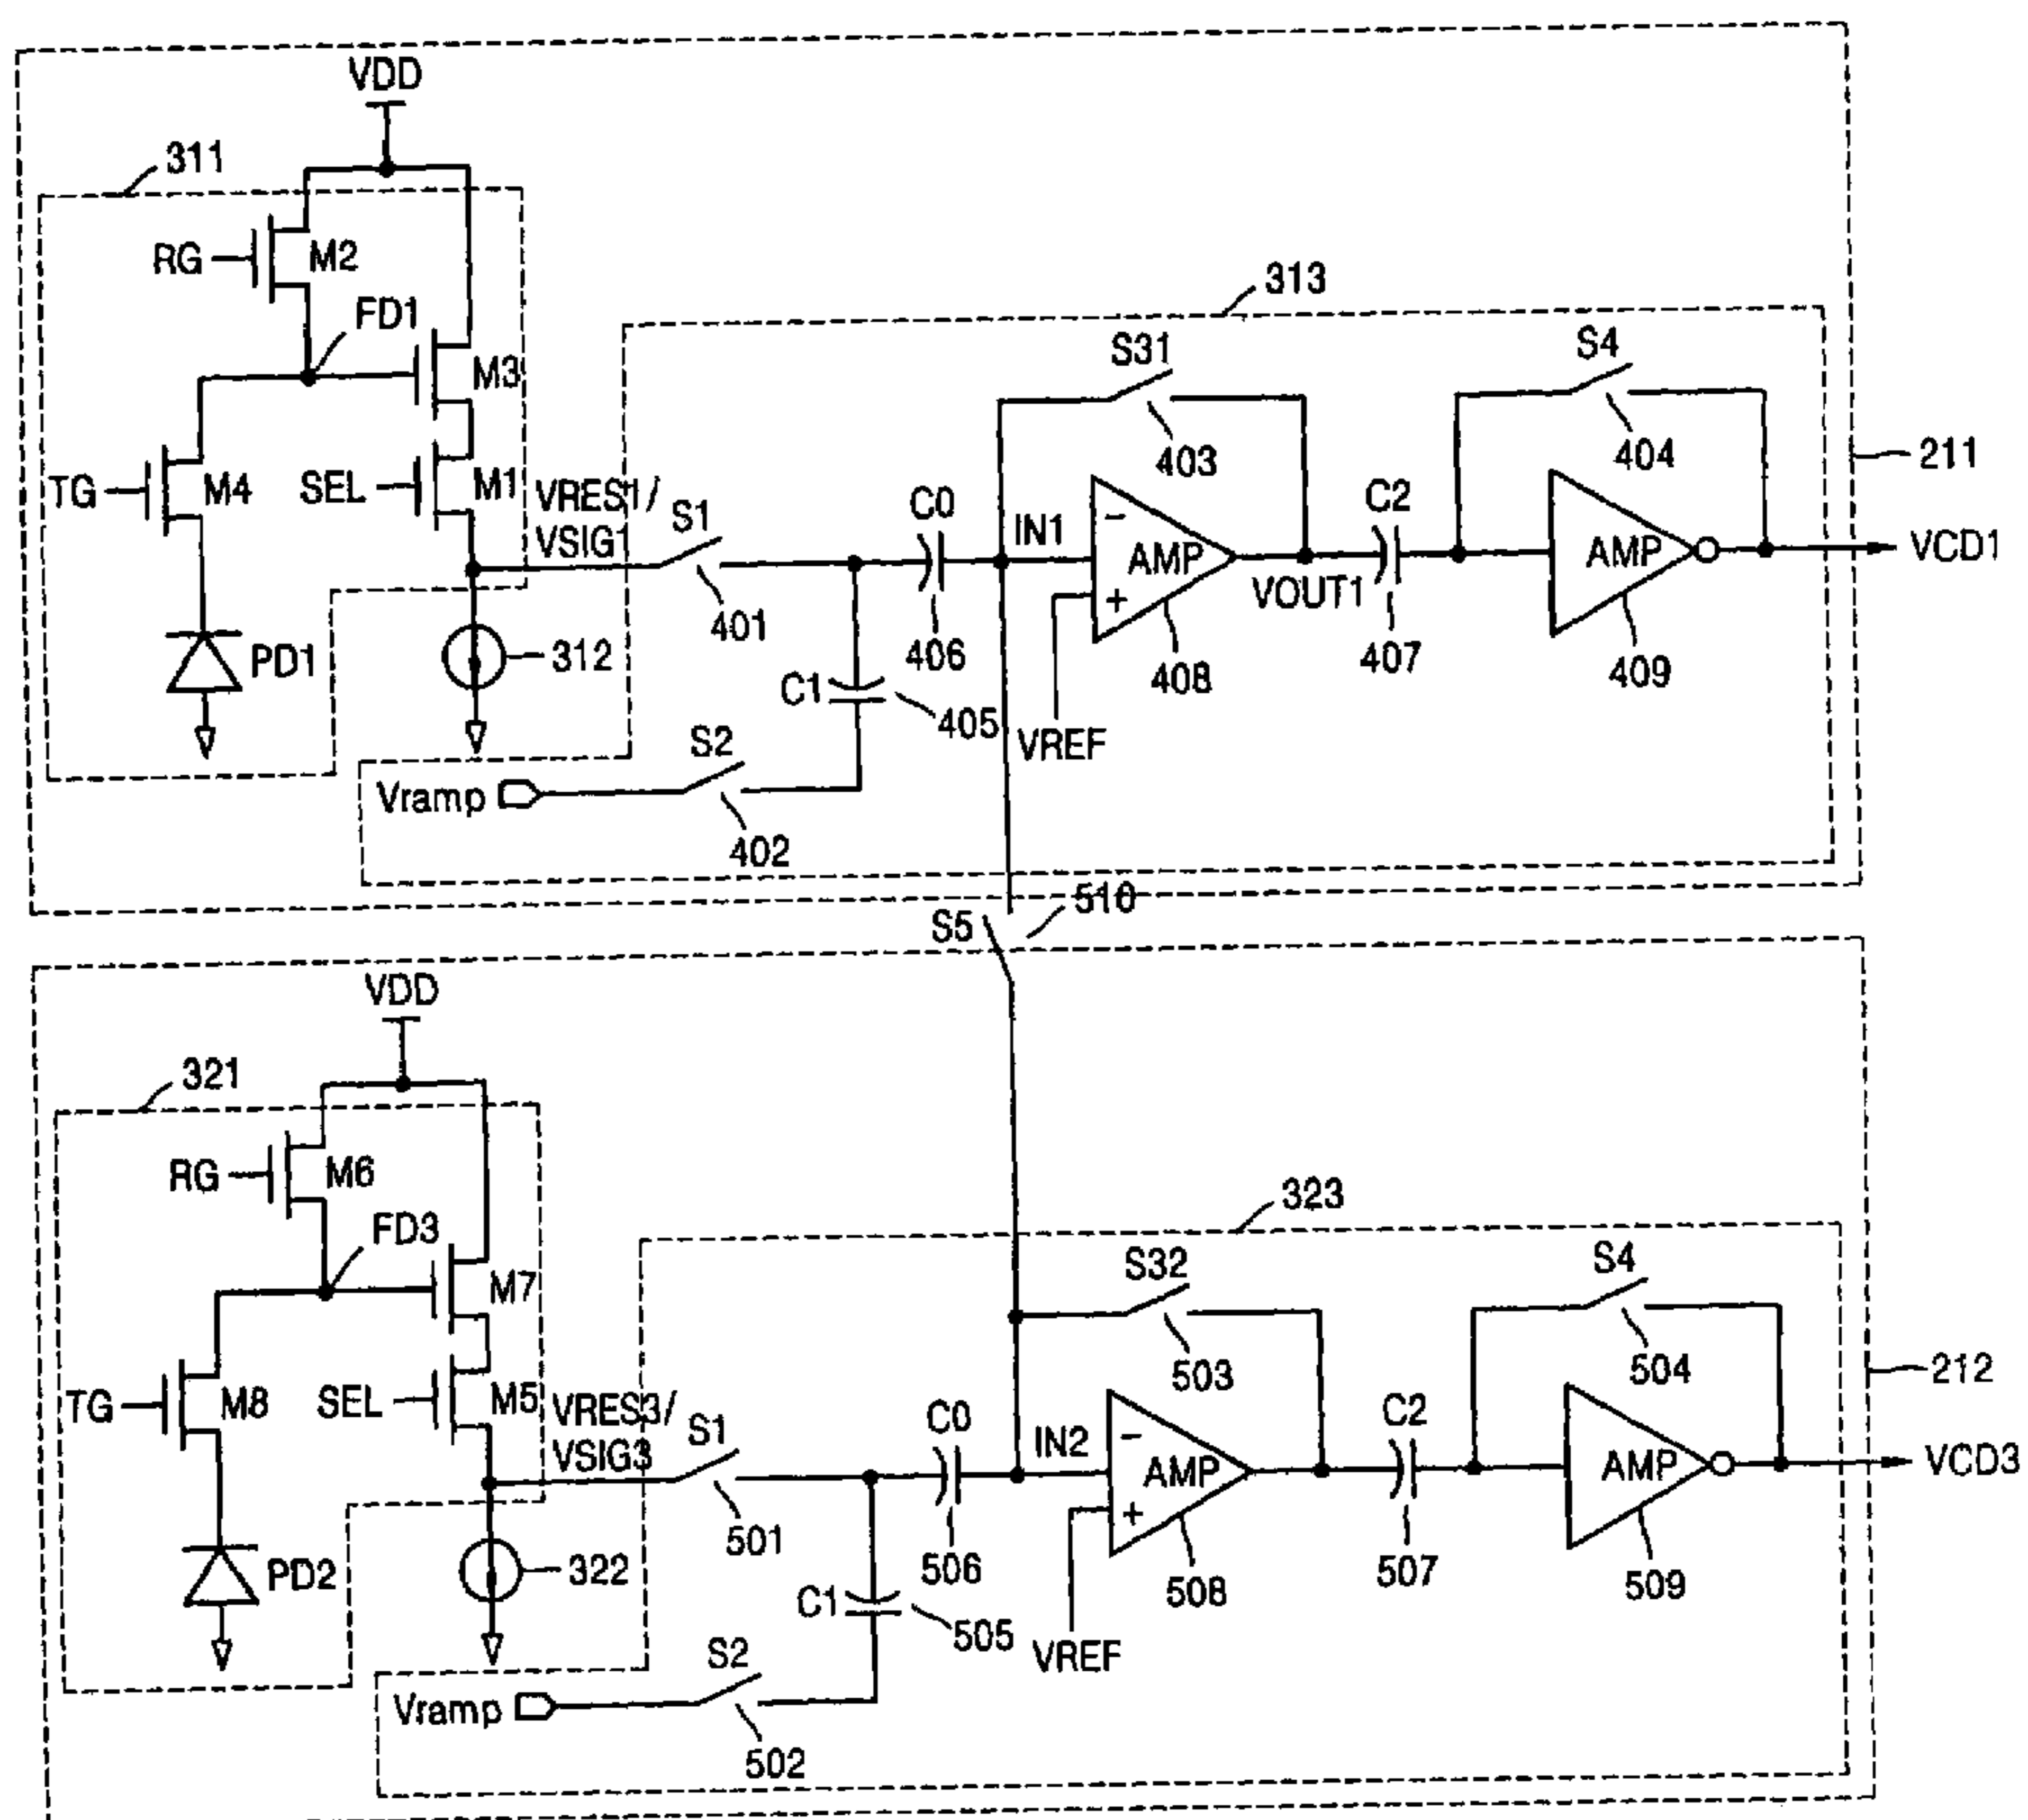 VDD
311
RG
M2
FD1
M3
TG
M4
SEL
M1
VRES1/
VSIG1
PD1
312
313
S1
401
C0
406
C1
405
S2
402
Vramp
S31
403
IN1
-
+
AMP
408
VREF
VOUT1
C2
407
S4
404
AMP
409
211
VCD1
S5
510
VDD
321
RG
M6
FD3
M7
TG
M8
SEL
M5
VRES3/
VSIG3
PD2
322
323
S1
501
C0
506
C1
505
S2
502
Vramp
S32
503
IN2
-
+
AMP
508
VREF
C2
507
S4
504
AMP
509
212
VCD3